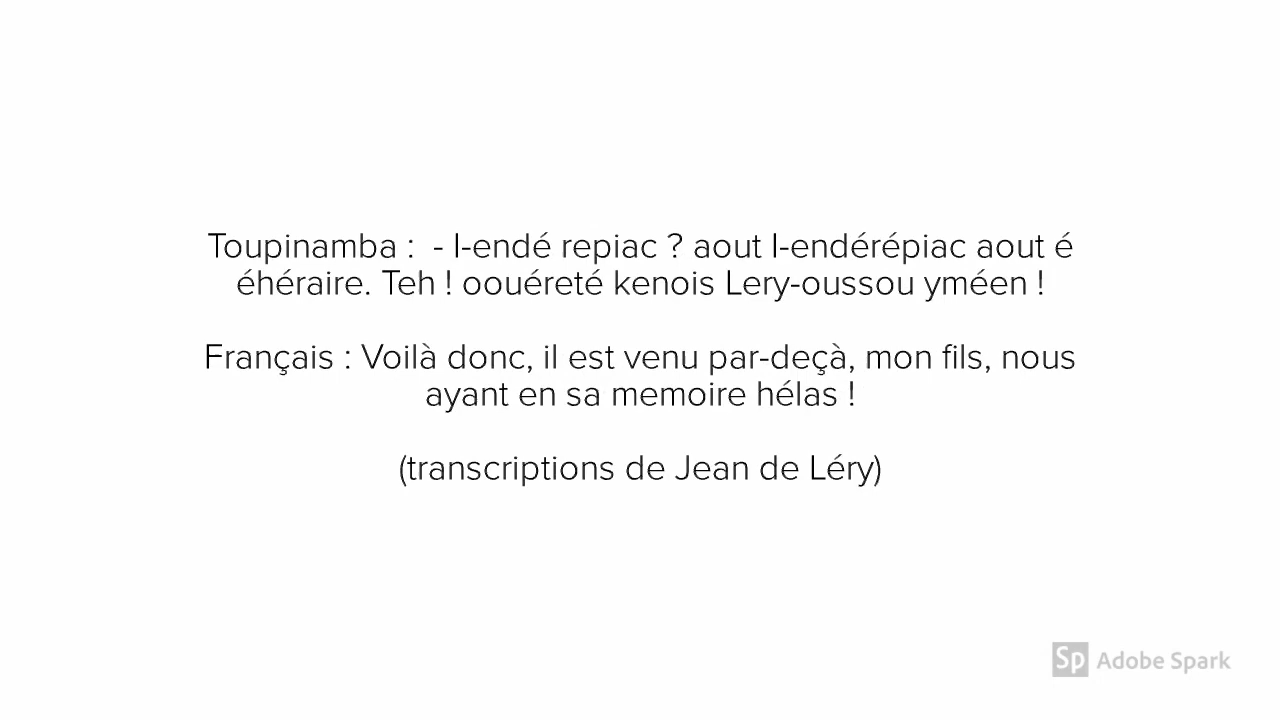 Toupinamba :  - I-endé repiac ? aout I-endérépiac aout é
éhéraire. Teh ! oouéreté kenois Lery-oussou yméen !
Français : Voilà donc, il est venu par-deçà, mon fils, nous
ayant en sa memoire hélas !
(transcriptions de Jean de Léry)
Sp Adobe Spark